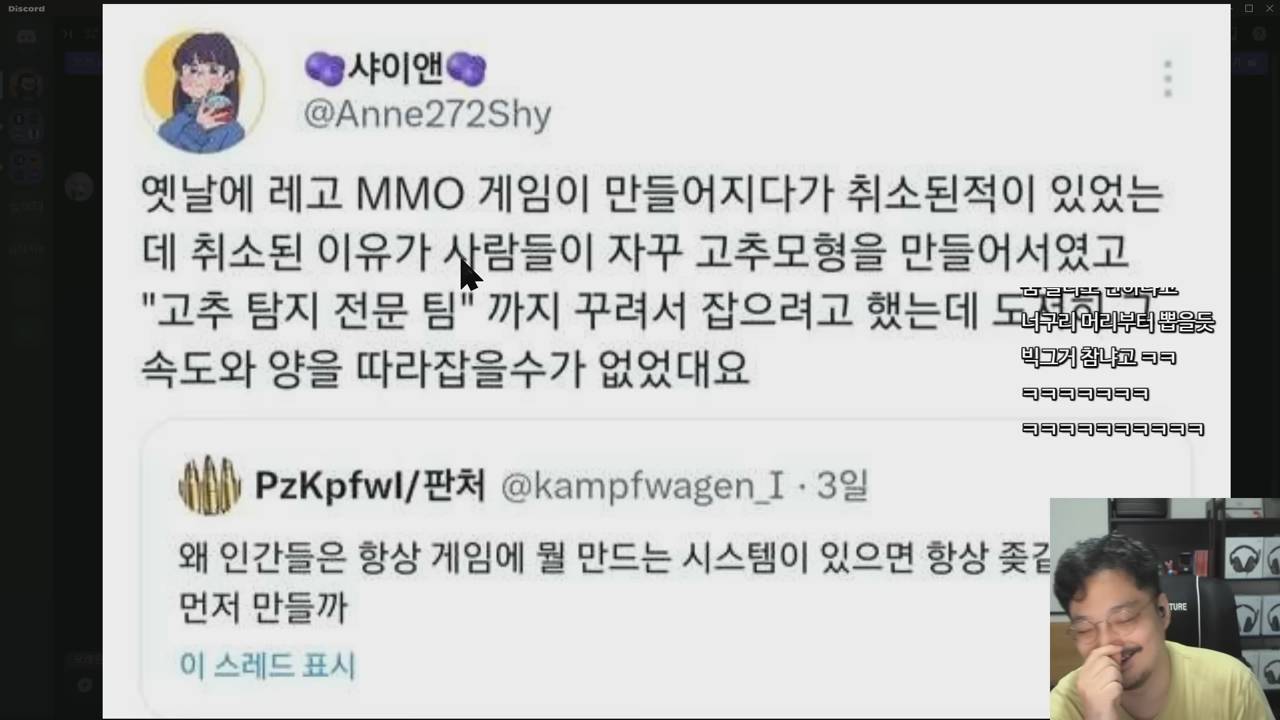 Discord
샤이앤
@Anne272Shy
옛날에 레고 MMO 게임이 만들어지다가 취소된적이 있었는
데 취소된 이유가 사람들이 자꾸 고추모형을 만들어서였고
"고추 탐지 전문 팀" 까지 꾸려서 잡으려고 했는데 도저히 그
속도와 양을 따라잡을수가 없었대요
너구리 머리부터 뽑을듯
빅그거 참냐고 ㅋㅋ
ㅋㅋㅋㅋㅋㅋㅋ
ㅋㅋㅋㅋㅋㅋㅋㅋㅋㅋ
PzKpfwI/판처 @kampfwagen_I · 3일
왜 인간들은 항상 게임에 뭘 만드는 시스템이 있으면 항상
먼저 만들까
이 스레드 표시
TURE